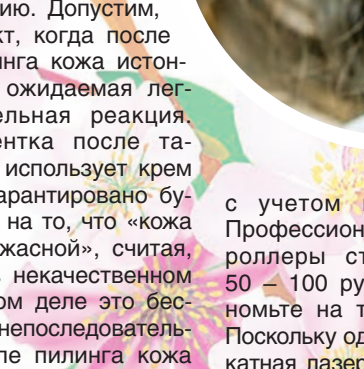 ию. Допустим,
кт, когда после
инга кожа истон-
ожидаемая лег-
ельная реакция.
ентка после та-
использует крем
арантировано бу-
на то, что «кожа
жасной», считая,
некачественном
ом деле это бес-
непоследователь-
ле пилинга кожа
с учетом
Профессион
роллеры ст
50 – 100 ру
номьте на т
Поскольку од
катная лазер